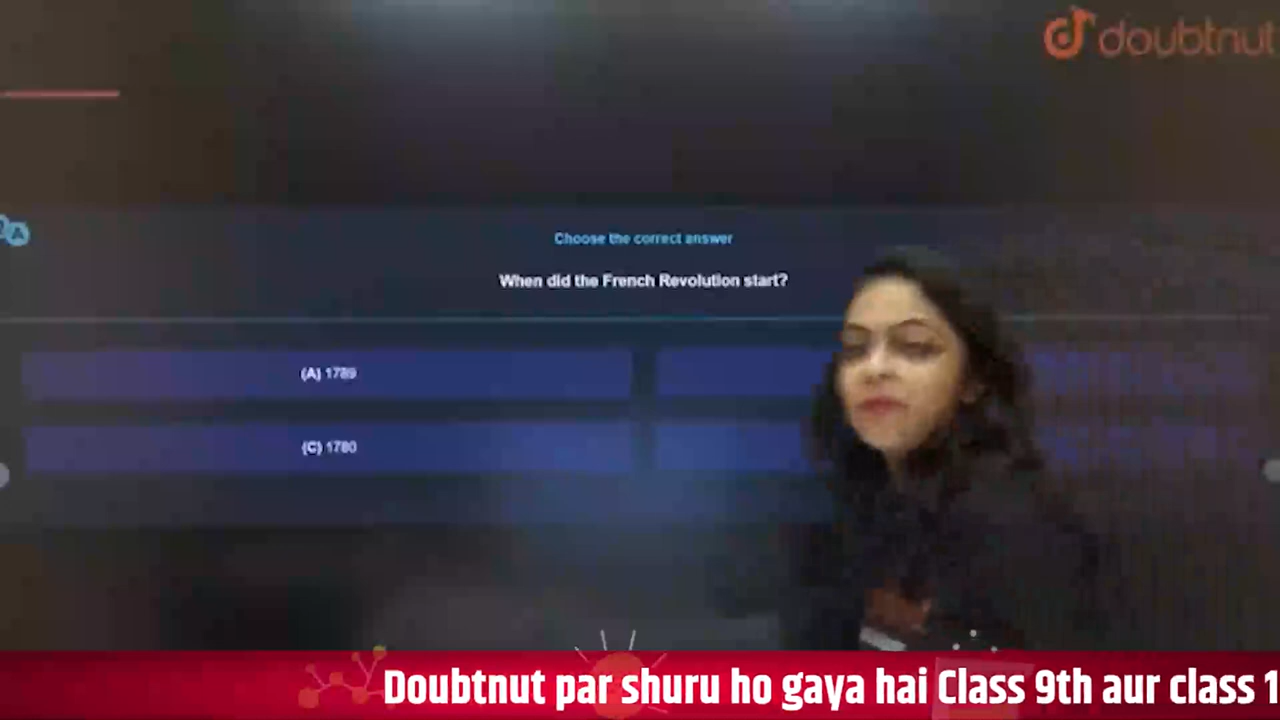 doubtnut
Choose the correct answer
When did the French Revolution start?
(A) 1789
(C) 1780
Doubtnut par shuru ho gaya hai Class 9th aur class 1